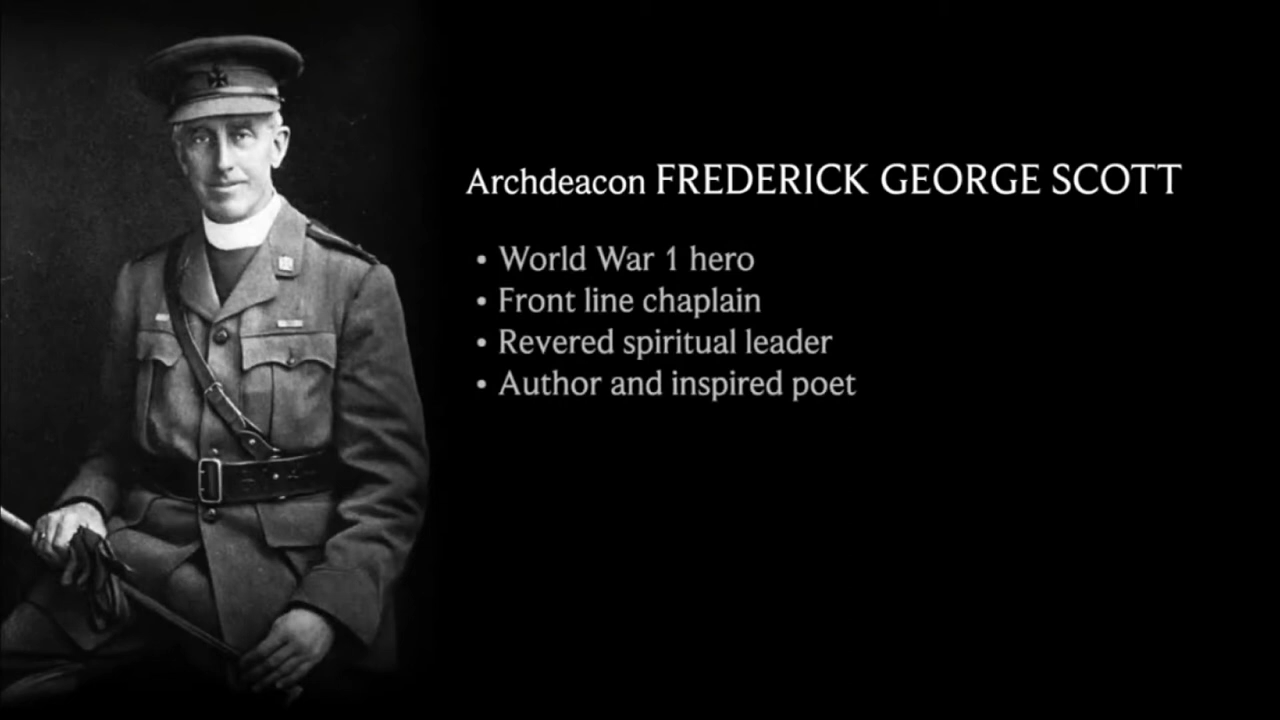 Archdeacon FREDERICK GEORGE SCOTT
• World War 1 hero
• Front line chaplain
• Revered spiritual leader
• Author and inspired poet